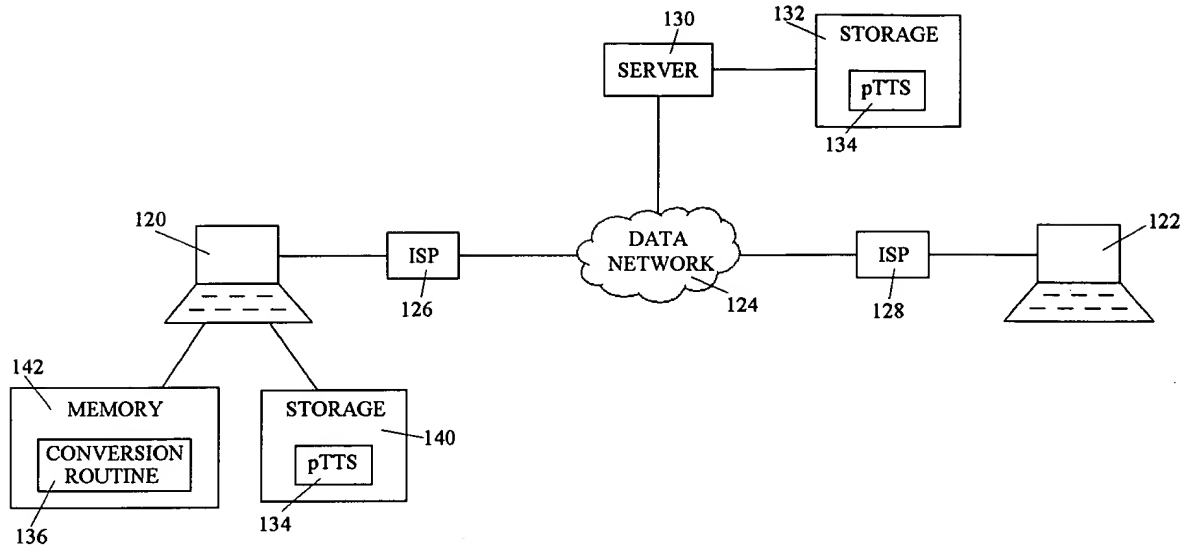 130
132
STORAGE
SERVER
pTTS
134
120
ISP
126
DATA
NETWORK
124
ISP
128
122
142
MEMORY
CONVERSION
ROUTINE
136
STORAGE
140
pTTS
134